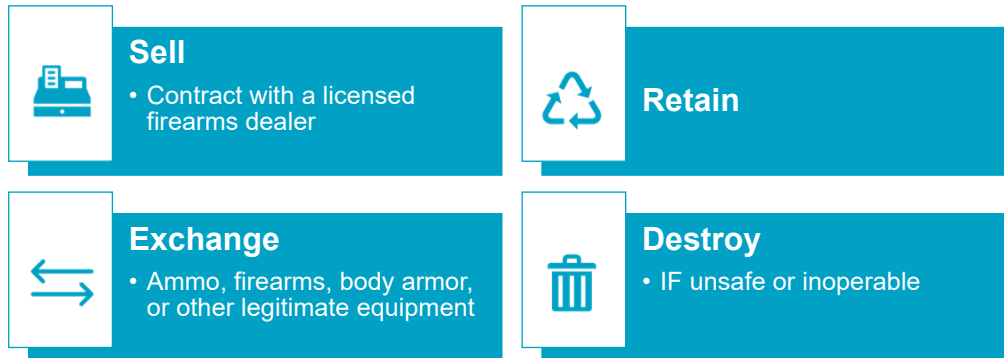 Sell
• Contract with a licensed
firearms dealer
Retain
Exchange
• Ammo, firearms, body armor,
or other legitimate equipment
Destroy
• IF unsafe or inoperable